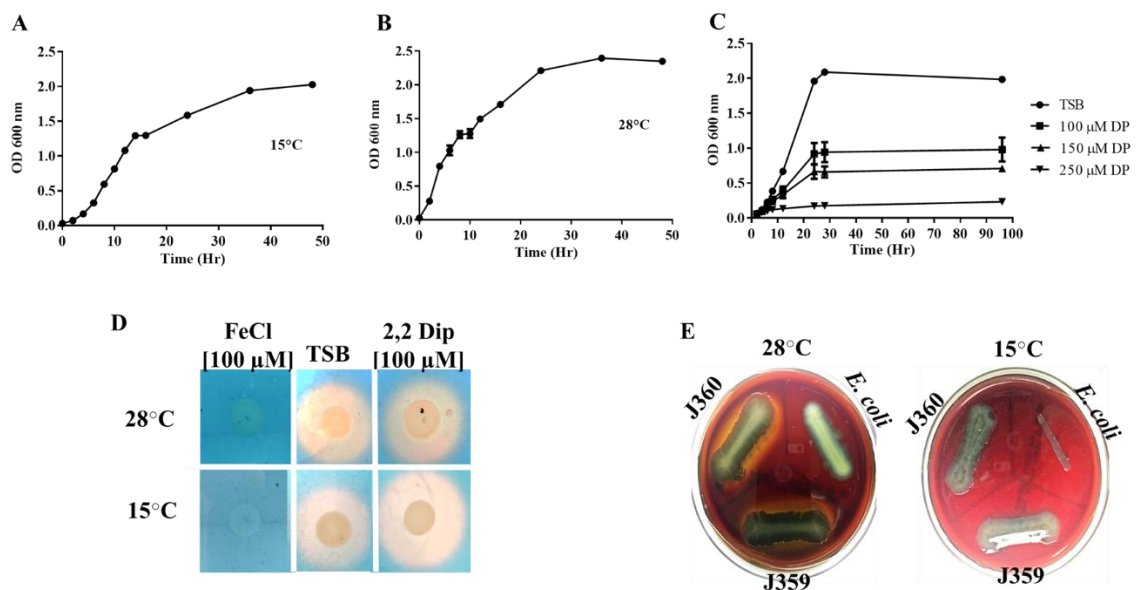 A
B
C
2.5
2.0
1.5
1.0
0.5
0.0
0
10
20
30
40
50
OD 600 nm
Time (Hr)
15°C
2.5
2.0
1.5
1.0
0.5
0.0
0
10
20
30
40
50
OD 600 nm
Time (Hr)
28°C
2.5
2.0
1.5
1.0
0.5
0.0
0 10 20 30 40 50 60 70 80 90 100
OD 600 nm
Time (Hr)
TSB
100 μM DP
150 μM DP
250 μM DP
D
FeCl
[100 μM]
TSB
2,2 Dip
[100 μM]
28°C
15°C
E
28°C
15°C
J360
E. coli
J359
J360
E. coli
J359